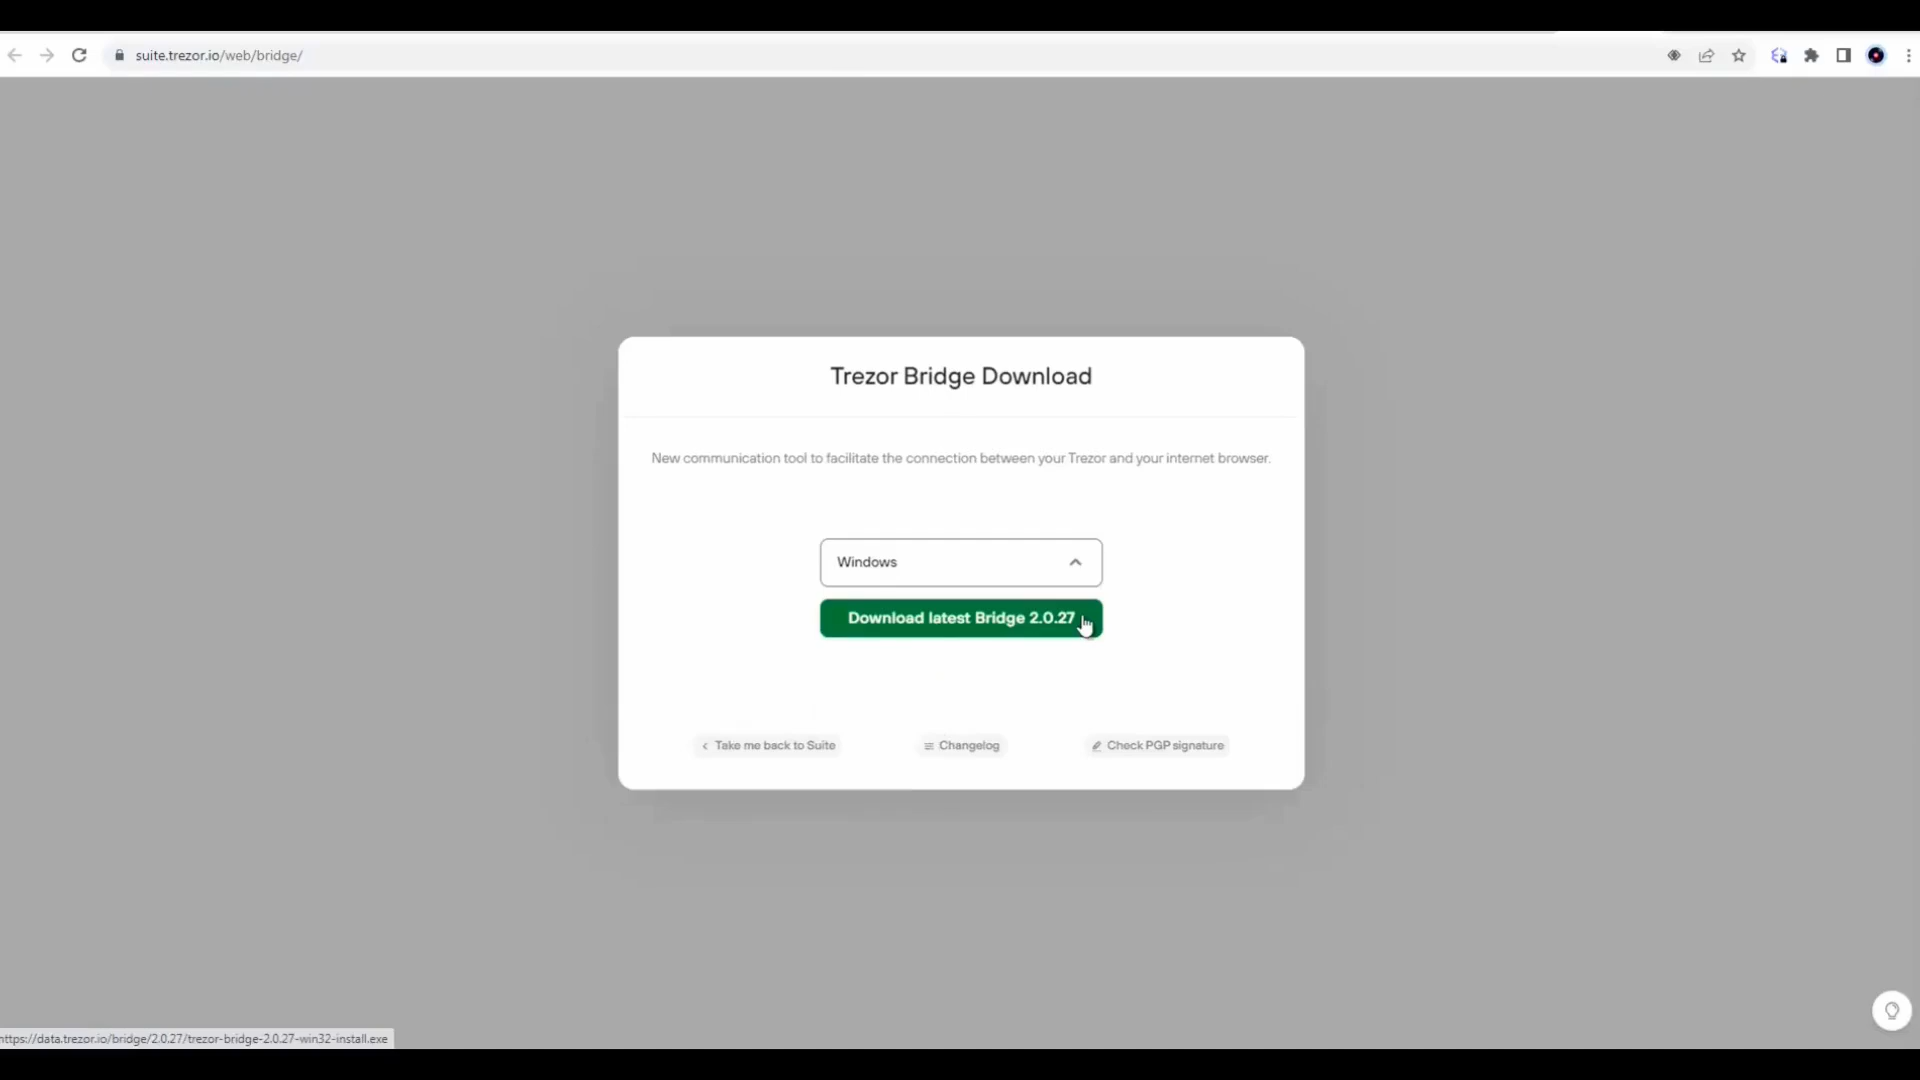 suite.trezor.io/web/bridge/
Trezor Bridge Download
New communication tool to facilitate the connection between your Trezor and your internet browser.
Windows
Download latest Bridge 2.0.27
Take me back to Suite
Changelog
Check PGP signature
https://data.trezor.io/bridge/2.0.27/trezor-bridge-2.0.27-win32-install.exe